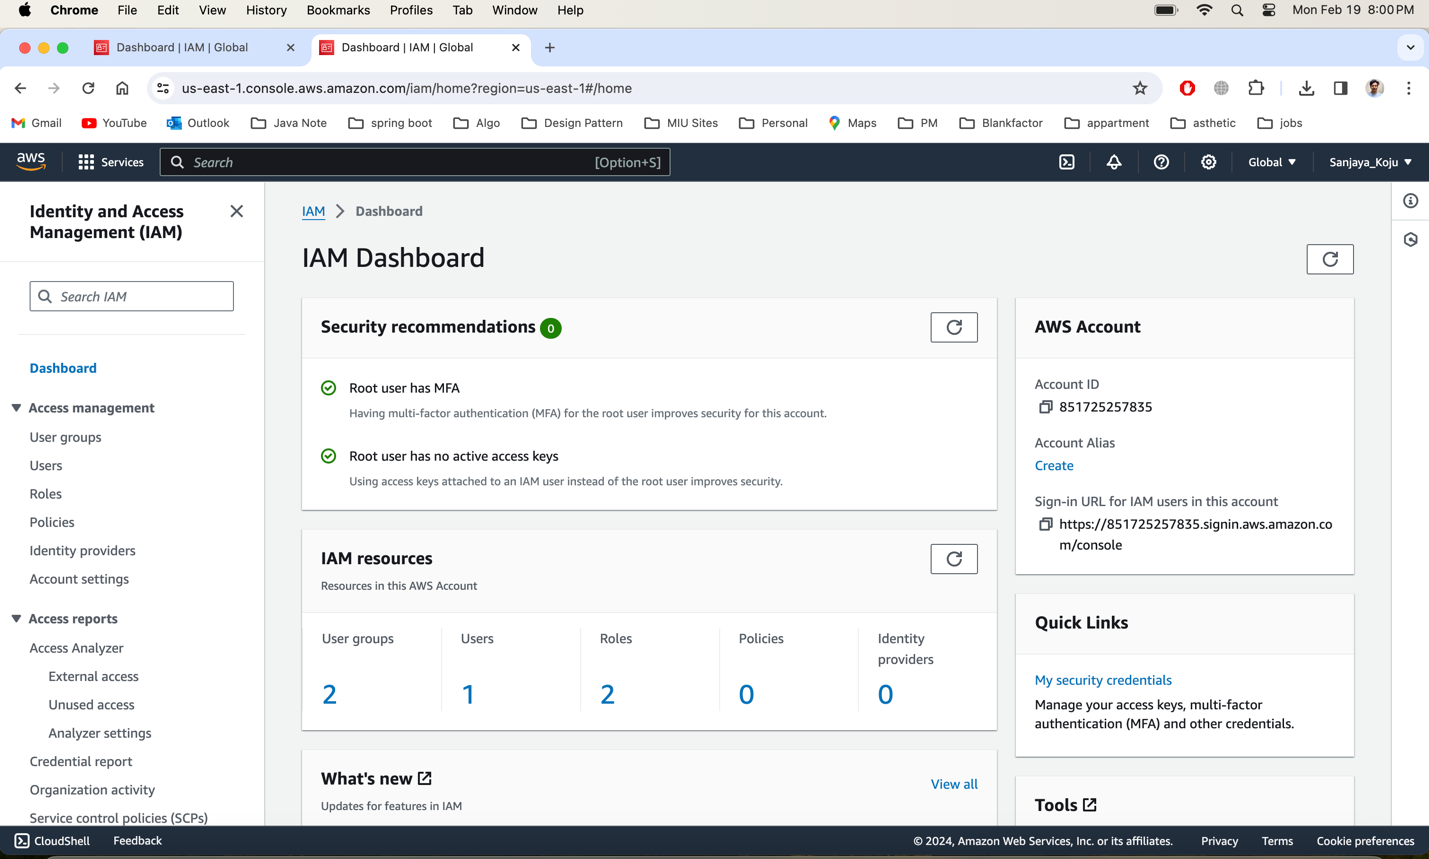 Chrome File Edit View History Bookmarks Profiles Tab Window Help Mon Feb 19 8:00 PM
Dashboard | IAM | Global Dashboard | IAM | Global
us-east-1.console.aws.amazon.com/iam/home?region=us-east-1#/home
Gmail YouTube Outlook Java Note spring boot Algo Design Pattern MIU Sites Personal Maps PM Blankfactor appartment asthetic jobs
aws Services Search [Option+S] Global Sanjaya_Koju
Identity and Access
Management (IAM)
Search IAM
Dashboard
Access management
User groups
Users
Roles
Policies
Identity providers
Account settings
Access reports
Access Analyzer
External access
Unused access
Analyzer settings
Credential report
Organization activity
Service control policies (SCPs)
IAM Dashboard
IAM Dashboard
Security recommendations 0
Root user has MFA
Having multi-factor authentication (MFA) for the root user improves security for this account.
Root user has no active access keys
Using access keys attached to an IAM user instead of the root user improves security.
IAM resources
Resources in this AWS Account
User groups Users Roles Policies Identity
providers
2 1 2 0 0
What's new View all
Updates for features in IAM
AWS Account
Account ID
851725257835
Account Alias
Create
Sign-in URL for IAM users in this account
https://851725257835.signin.aws.amazon.co
m/console
Quick Links
My security credentials
Manage your access keys, multi-factor
authentication (MFA) and other credentials.
Tools
CloudShell Feedback © 2024, Amazon Web Services, Inc. or its affiliates. Privacy Terms Cookie preferences